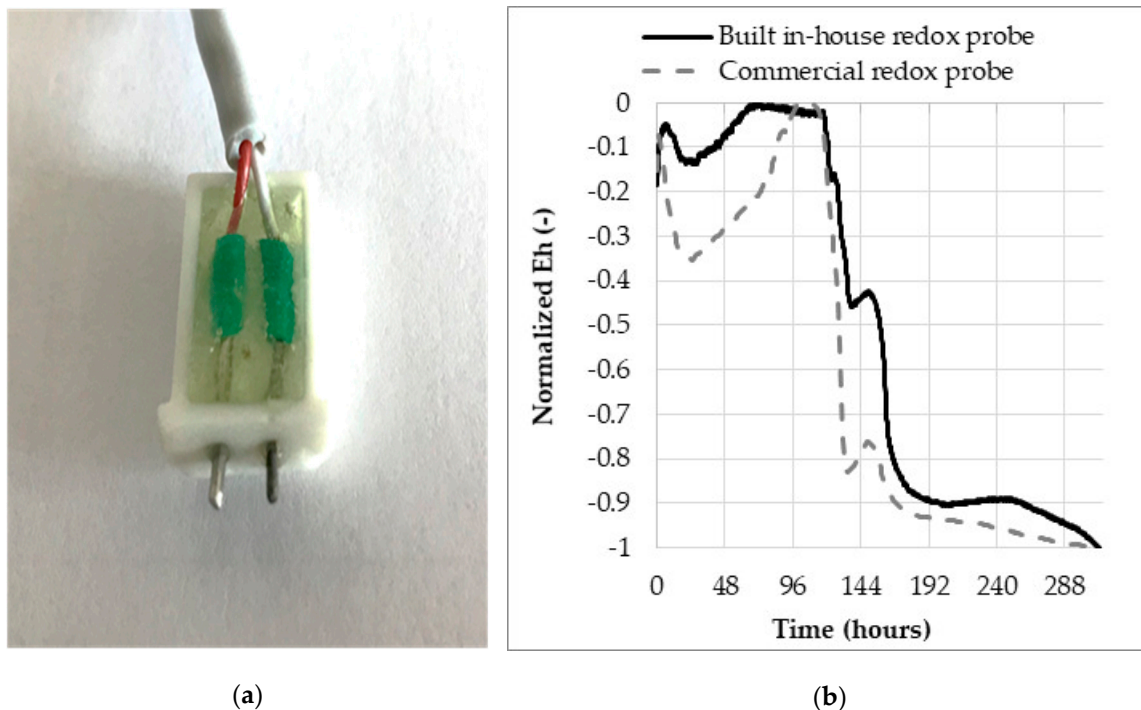 Built in-house redox probe
Commercial redox probe
0
-0.1
-0.2
-0.3
-0.4
-0.5
-0.6
-0.7
-0.8
-0.9
-1
Normalized Eh (-)
0 48 96 144 192 240 288
Time (hours)
(a)
(b)